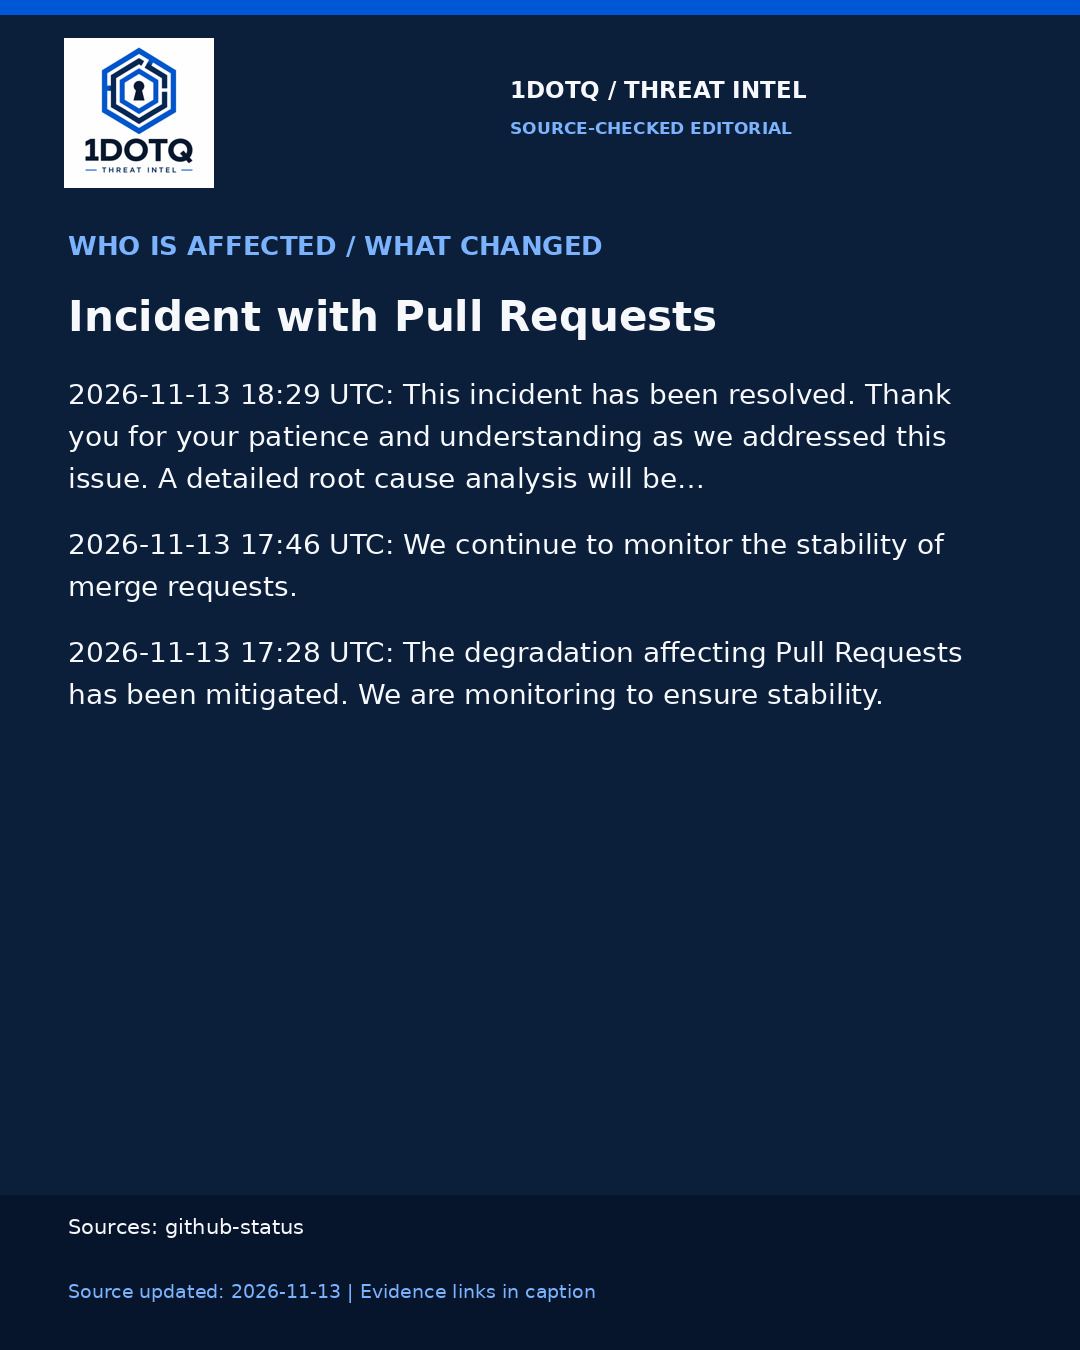 1DOTQ
THREAT INTEL
1DOTQ / THREAT INTEL
SOURCE-CHECKED EDITORIAL
WHO IS AFFECTED / WHAT CHANGED
Incident with Pull Requests
2026-11-13 18:29 UTC: This incident has been resolved. Thank
you for your patience and understanding as we addressed this
issue. A detailed root cause analysis will be...
2026-11-13 17:46 UTC: We continue to monitor the stability of
merge requests.
2026-11-13 17:28 UTC: The degradation affecting Pull Requests
has been mitigated. We are monitoring to ensure stability.
Sources: github-status
Source updated: 2026-11-13 | Evidence links in caption